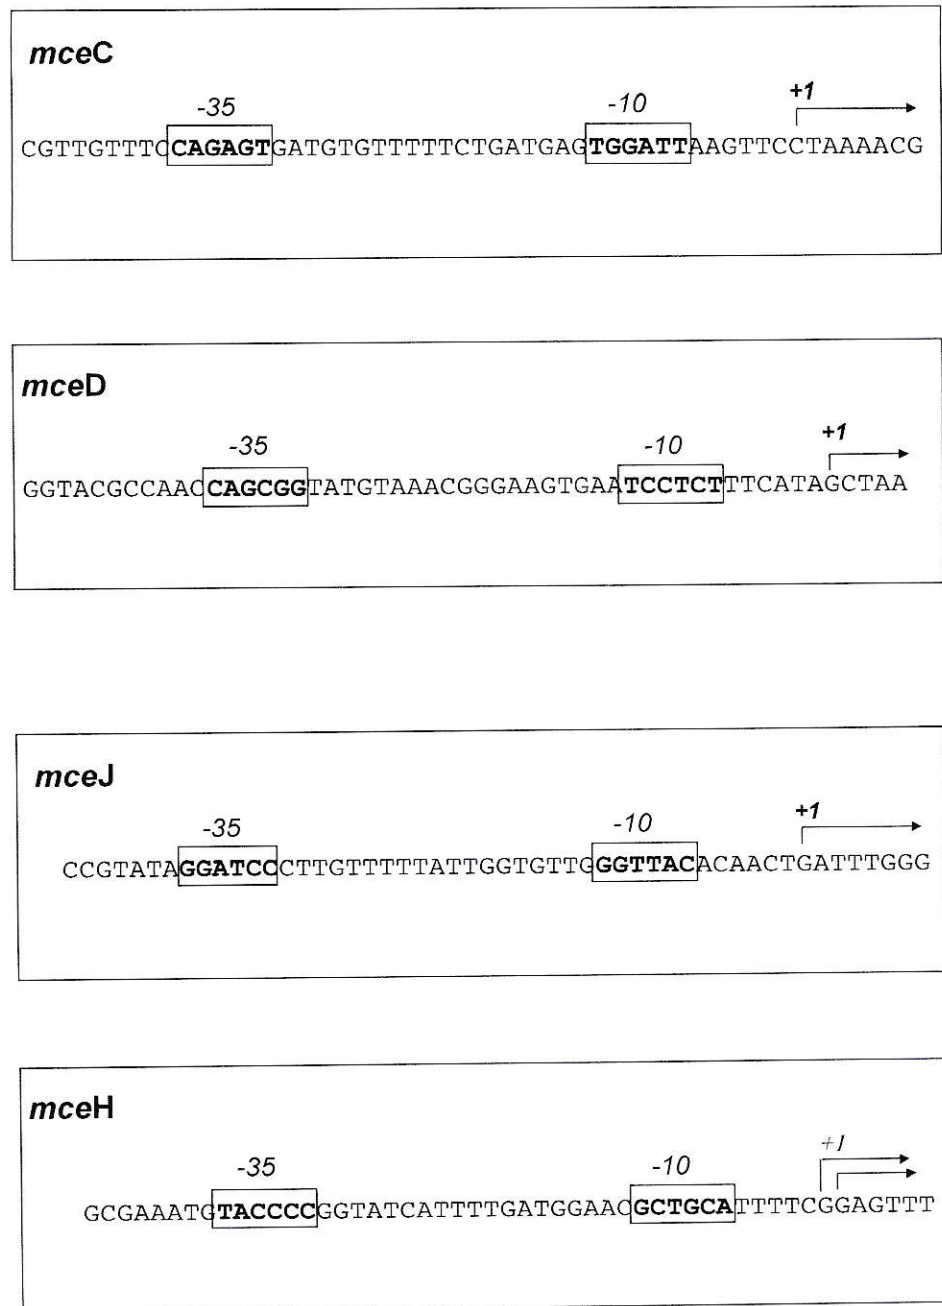 mceC
-35 -10 +1
CGTTGTTTCCAGAGTGATGTGTTTTTCTGATGAGTGGATTAAGTTCCTAAAACG
mceD
-35 -10 +1
GGTACGCCAACCAGCGGTATGTAAACGGGAAGTGAATCCTCTTTCATAGCTAA
mceJ
-35 -10 +1
CCGTATAGGATCCCTTGTTTTTATTGGTGTTGGGTTACACAACTGATTTGGG
mceH
-35 -10 +1
GCGAAATGTACCCCGGTATCATTTTGATGGAACGCTGCATTTTCGGAGTTT